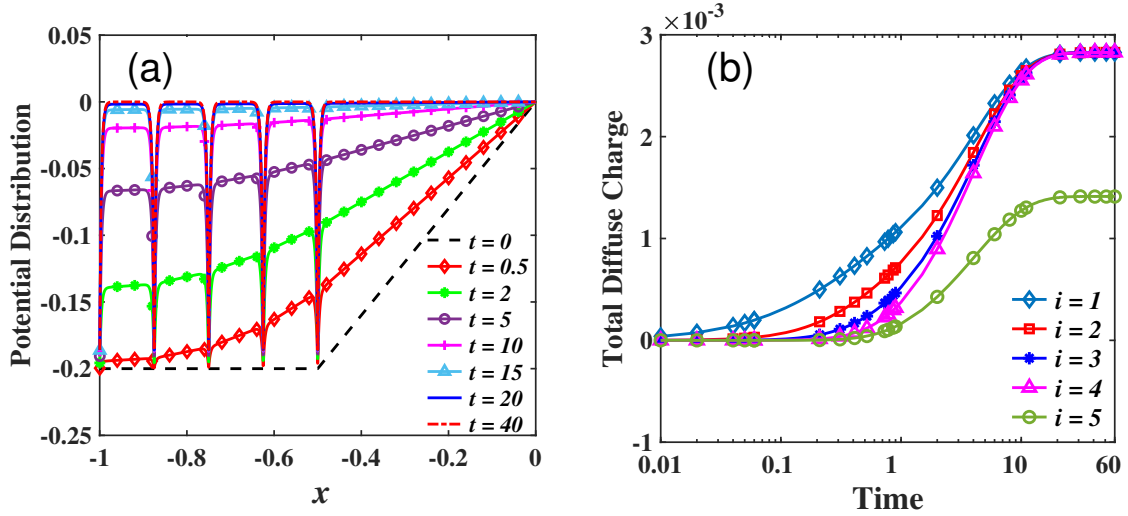 (a)
0.05
0
-0.05
-0.1
-0.15
-0.2
-0.25
Potential Distribution
t = 0
t = 0.5
t = 2
t = 5
t = 10
t = 15
t = 20
t = 40
-1
-0.8
-0.6
-0.4
-0.2
0
x
(b)
×10⁻³
3
2
1
0
-1
Total Diffuse Charge
i = 1
i = 2
i = 3
i = 4
i = 5
0.01
0.1
1
10
60
Time